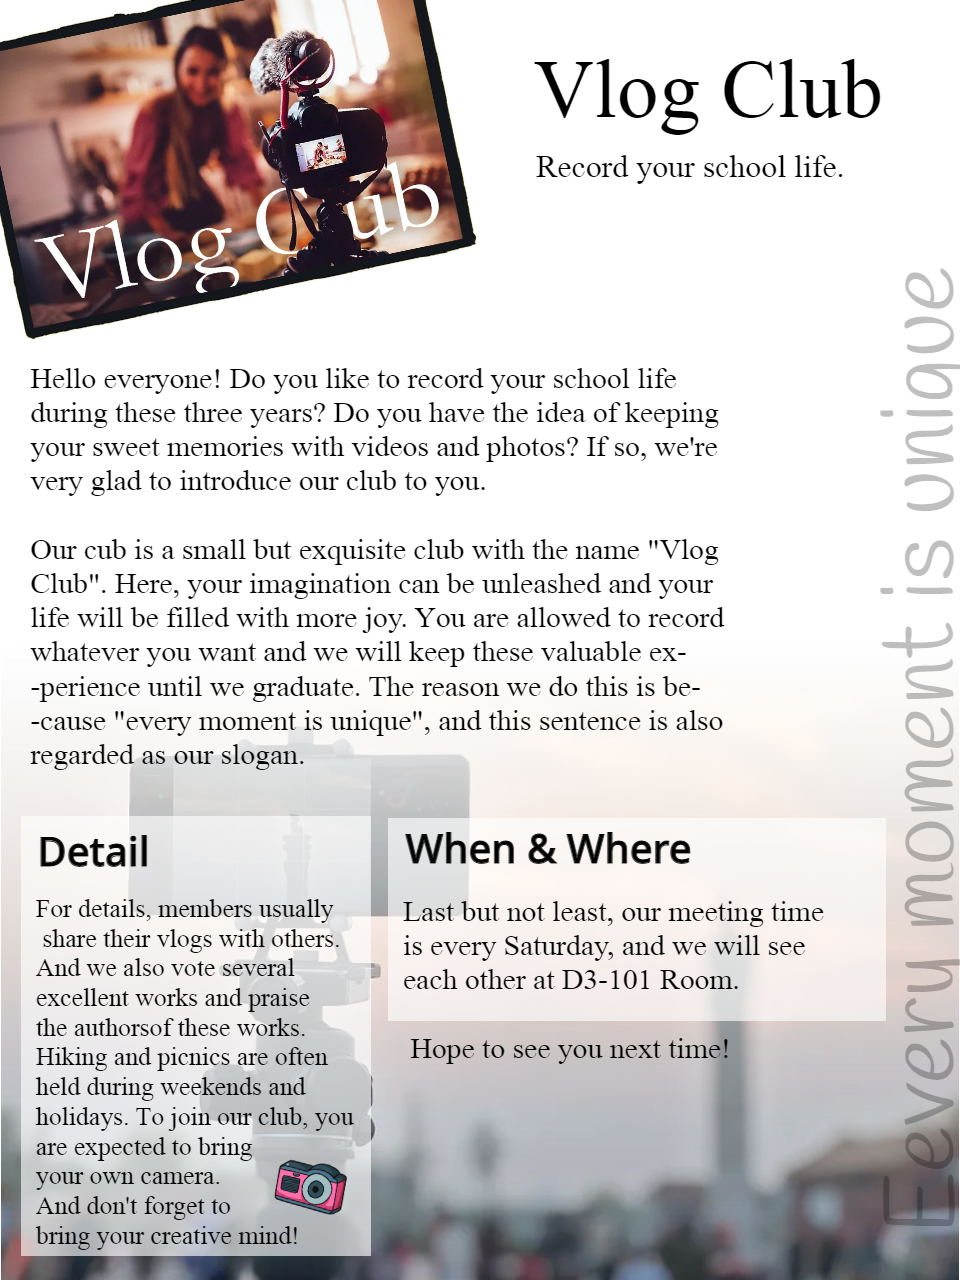 Vlog Cub
Vlog Club
Record your school life.
Hello everyone! Do you like to record your school life
during these three years? Do you have the idea of keeping
your sweet memories with videos and photos? If so, we're
very glad to introduce our club to you.
Our cub is a small but exquisite club with the name "Vlog
Club". Here, your imagination can be unleashed and your
life will be filled with more joy. You are allowed to record
whatever you want and we will keep these valuable ex-
-perience until we graduate. The reason we do this is be-
-cause "every moment is unique", and this sentence is also
regarded as our slogan.
Detail
For details, members usually
share their vlogs with others.
And we also vote several
excellent works and praise
the authorsof these works.
Hiking and picnics are often
held during weekends and
holidays. To join our club, you
are expected to bring
your own camera.
And don't forget to
bring your creative mind!
When & Where
Last but not least, our meeting time
is every Saturday, and we will see
each other at D3-101 Room.
Hope to see you next time!
Every moment is unique